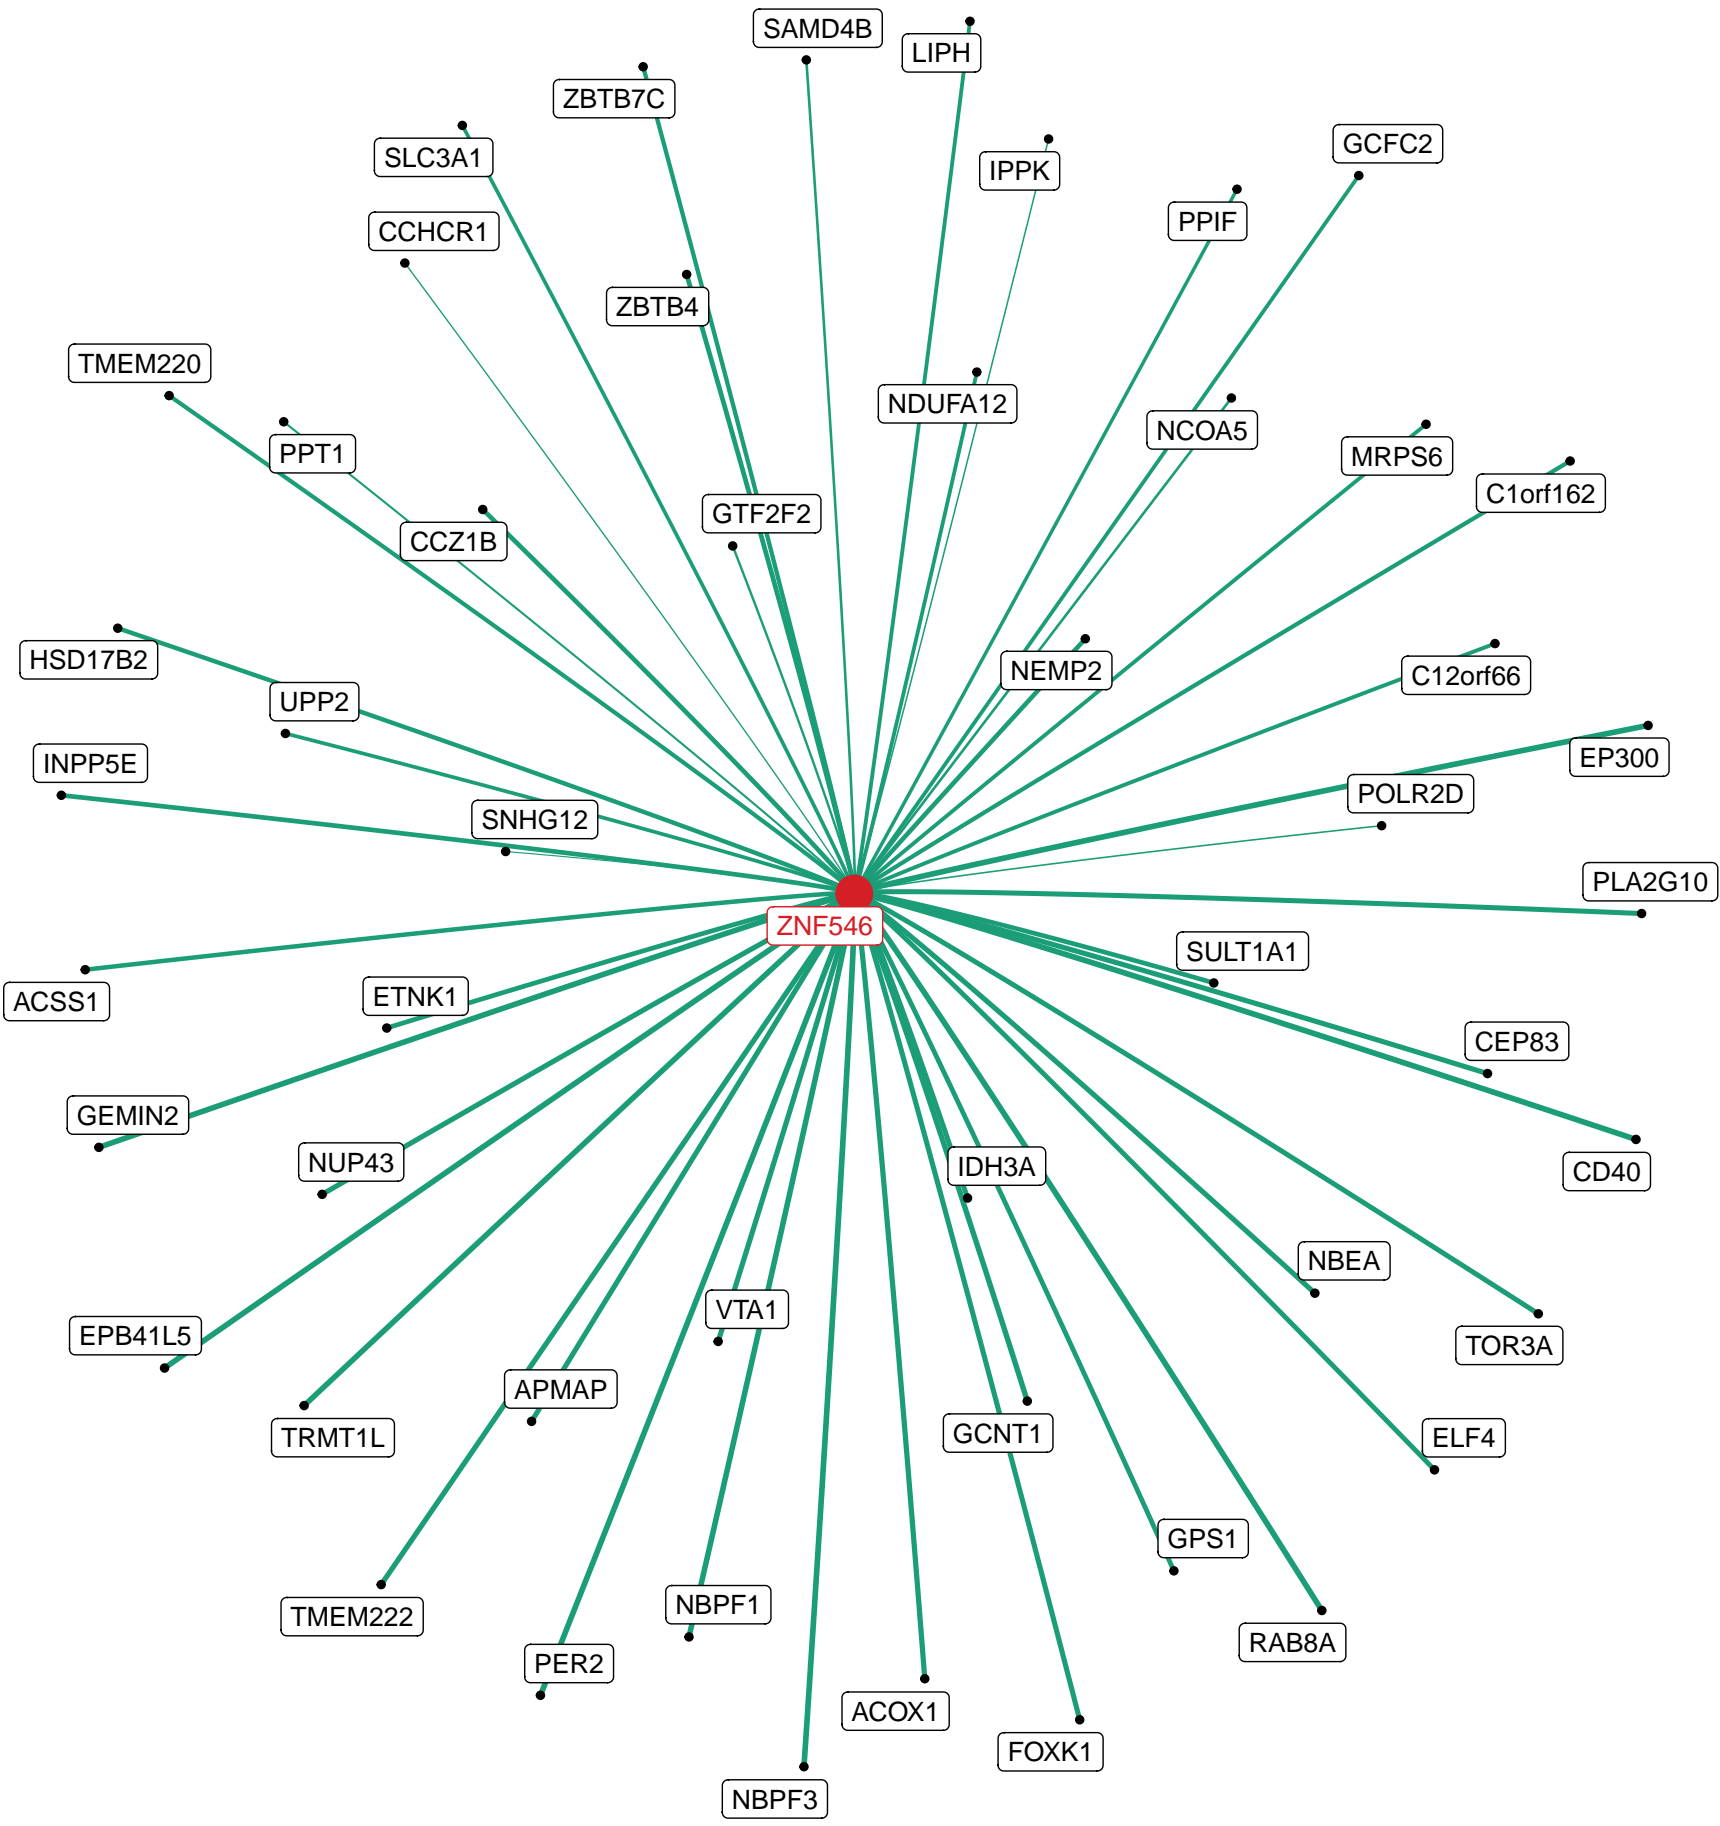 SAMD4B
LIPH
ZBTB7C
GCFC2
SLC3A1
IPPK
PPIF
CCHCR1
ZBTB4
TMEM220
NDUFA12
NCOA5
PPT1
MRPS6
C1orf162
GTF2F2
CCZ1B
HSD17B2
NEMP2
C12orf66
UPP2
EP300
INPP5E
POLR2D
SNHG12
PLA2G10
ZNF546
SULT1A1
ETNK1
ACSS1
CEP83
GEMIN2
NUP43
IDH3A
CD40
NBEA
VTA1
EPB41L5
TOR3A
APMAP
TRMT1L
GCNT1
ELF4
GPS1
NBPF1
TMEM222
RAB8A
PER2
ACOX1
FOXK1
NBPF3